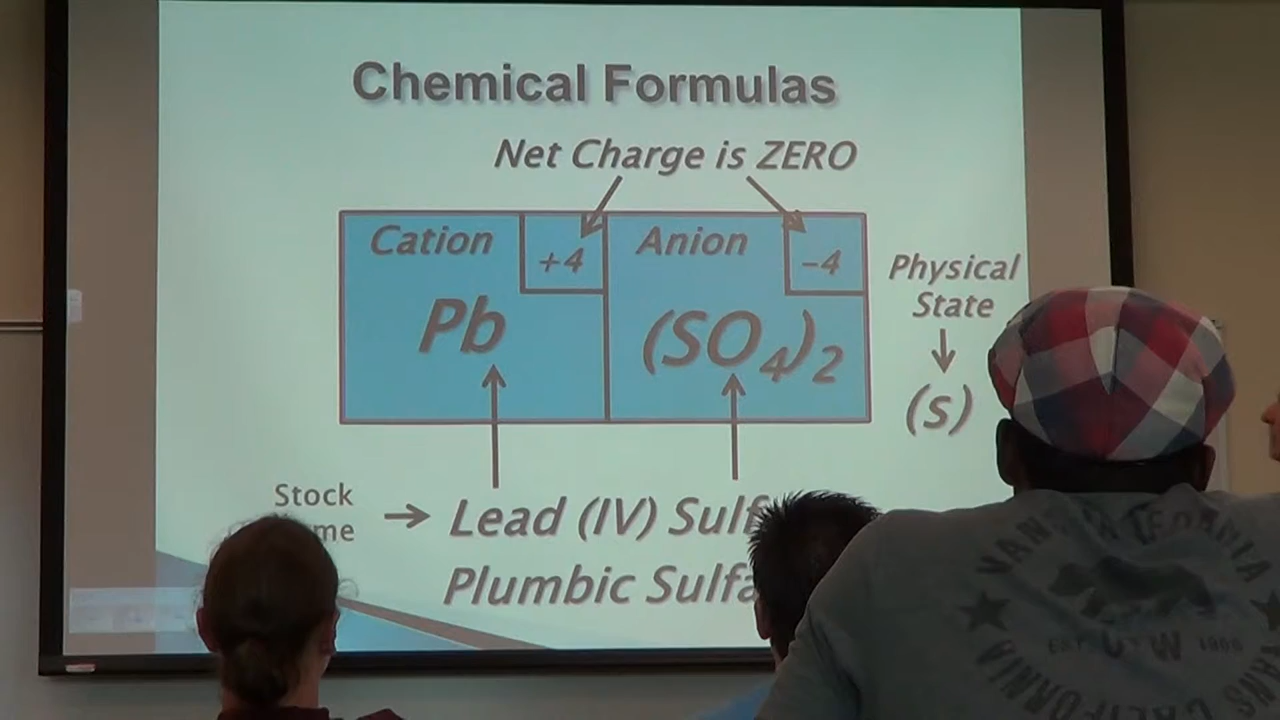 Chemical Formulas
Net Charge is ZERO
Cation +4 Anion –4
Pb (SO4)2
Physical
State
(s)
Stock
→ Lead (IV)
Plumbic
CALIFORNIA